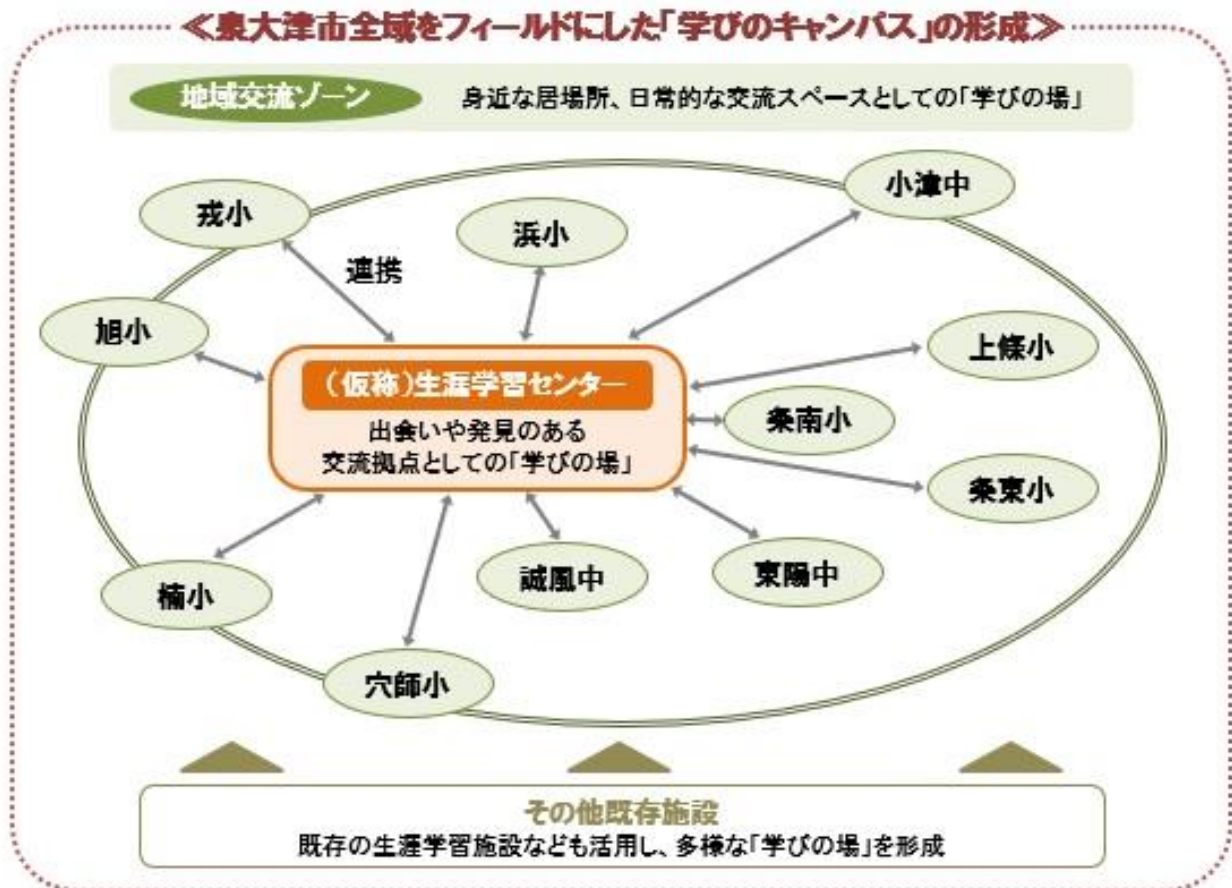 ≪泉大津市全域をフィールドにした「学びのキャンパス」の形成≫
地域交流ゾーン
身近な居場所、日常的な交流スペースとしての「学びの場」
戎小
浜小
小津中
連携
旭小
上條小
(仮称)生涯学習センター
出会いや発見のある
交流拠点としての「学びの場」
条南小
条東小
楠小
誠風中
東陽中
穴師小
その他既存施設
既存の生涯学習施設なども活用し、多様な「学びの場」を形成